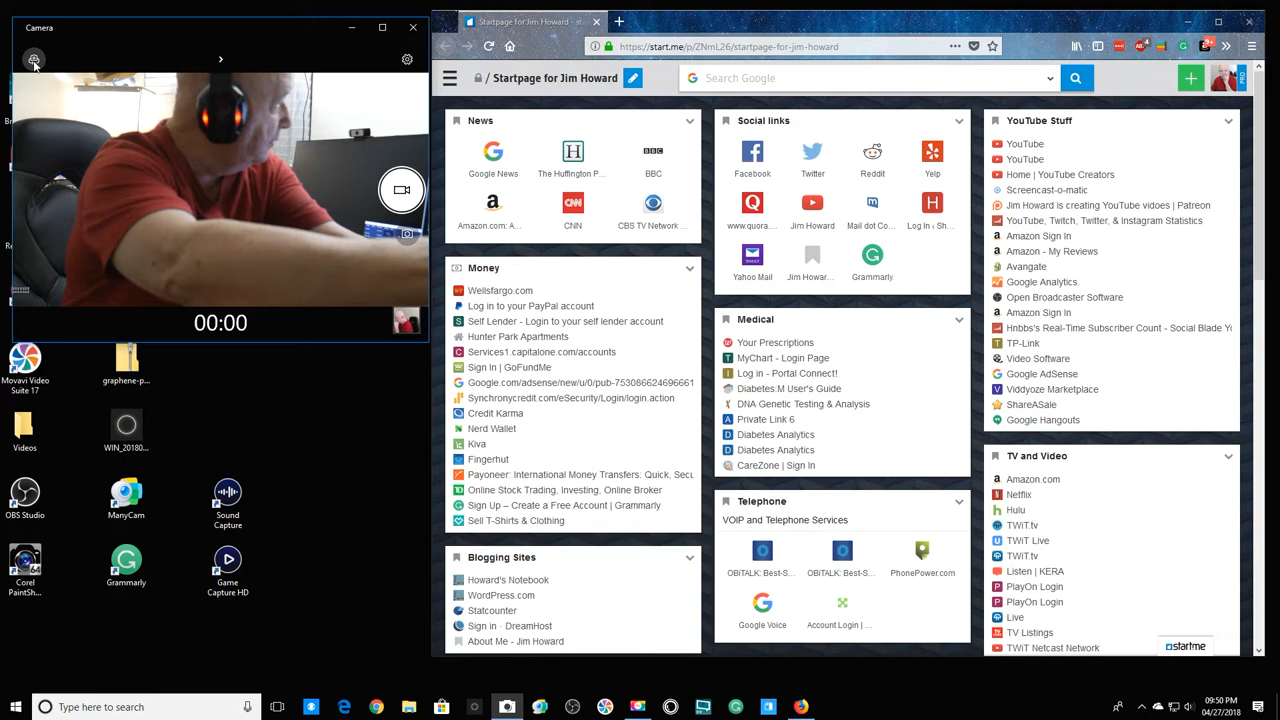 Camera
00:00
Movavi Video
Suite 17
graphene-p...
Videos
WIN_20180...
OBS Studio
ManyCam
Sound
Capture
Corel
PaintSh...
Grammarly
Game
Capture HD
Startpage for Jim Howard - sta
https://start.me/p/ZNmL26/startpage-for-jim-howard
/ Startpage for Jim Howard
Search Google
PRO
News
Google News
The Huffington P...
BBC
Amazon.com: A...
CNN
CBS TV Network ...
Money
Wellsfargo.com
Log in to your PayPal account
Self Lender - Login to your self lender account
Hunter Park Apartments
Services1.capitalone.com/accounts
Sign In | GoFundMe
Google.com/adsense/new/u/0/pub-753086624696661
Synchronycredit.com/eSecurity/Login/login.action
Credit Karma
Nerd Wallet
Kiva
Fingerhut
Payoneer: International Money Transfers: Quick, Secu
Online Stock Trading, Investing, Online Broker
Sign Up – Create a Free Account | Grammarly
Sell T-Shirts & Clothing
Blogging Sites
Howard's Notebook
WordPress.com
Statcounter
Sign in · DreamHost
About Me - Jim Howard
Social links
Facebook
Twitter
Reddit
Yelp
www.quora....
Jim Howard
Mail dot Co...
Log In ‹ Sh...
Yahoo Mail
Jim Howar...
Grammarly.
Medical
Your Prescriptions
MyChart - Login Page
Log in - Portal Connect!
Diabetes:M User's Guide
DNA Genetic Testing & Analysis
Private Link 6
Diabetes Analytics
Diabetes Analytics
CareZone | Sign In
Telephone
VOIP and Telephone Services
OBiTALK: Best-S...
OBiTALK: Best-S...
PhonePower.com
Google Voice
Account Login | ...
YouTube Stuff
YouTube
YouTube
Home | YouTube Creators
Screencast-o-matic
Jim Howard is creating YouTube vidoes | Patreon
YouTube, Twitch, Twitter, & Instagram Statistics
Amazon Sign In
Amazon - My Reviews
Avangate
Google Analytics.
Open Broadcaster Software
Amazon Sign In
Hnbbs's Real-Time Subscriber Count - Social Blade Yo
TP-Link
Video Software
Google AdSense
Viddyoze Marketplace
ShareASale
Google Hangouts
TV and Video
Amazon.com
Netflix
Hulu
TWiT.tv
TWiT Live
TWiT.tv
Listen | KERA
PlayOn Login
PlayOn Login
Live
TV Listings
TWiT Netcast Network
startme
Type here to search
09:50 PM
04/27/2018